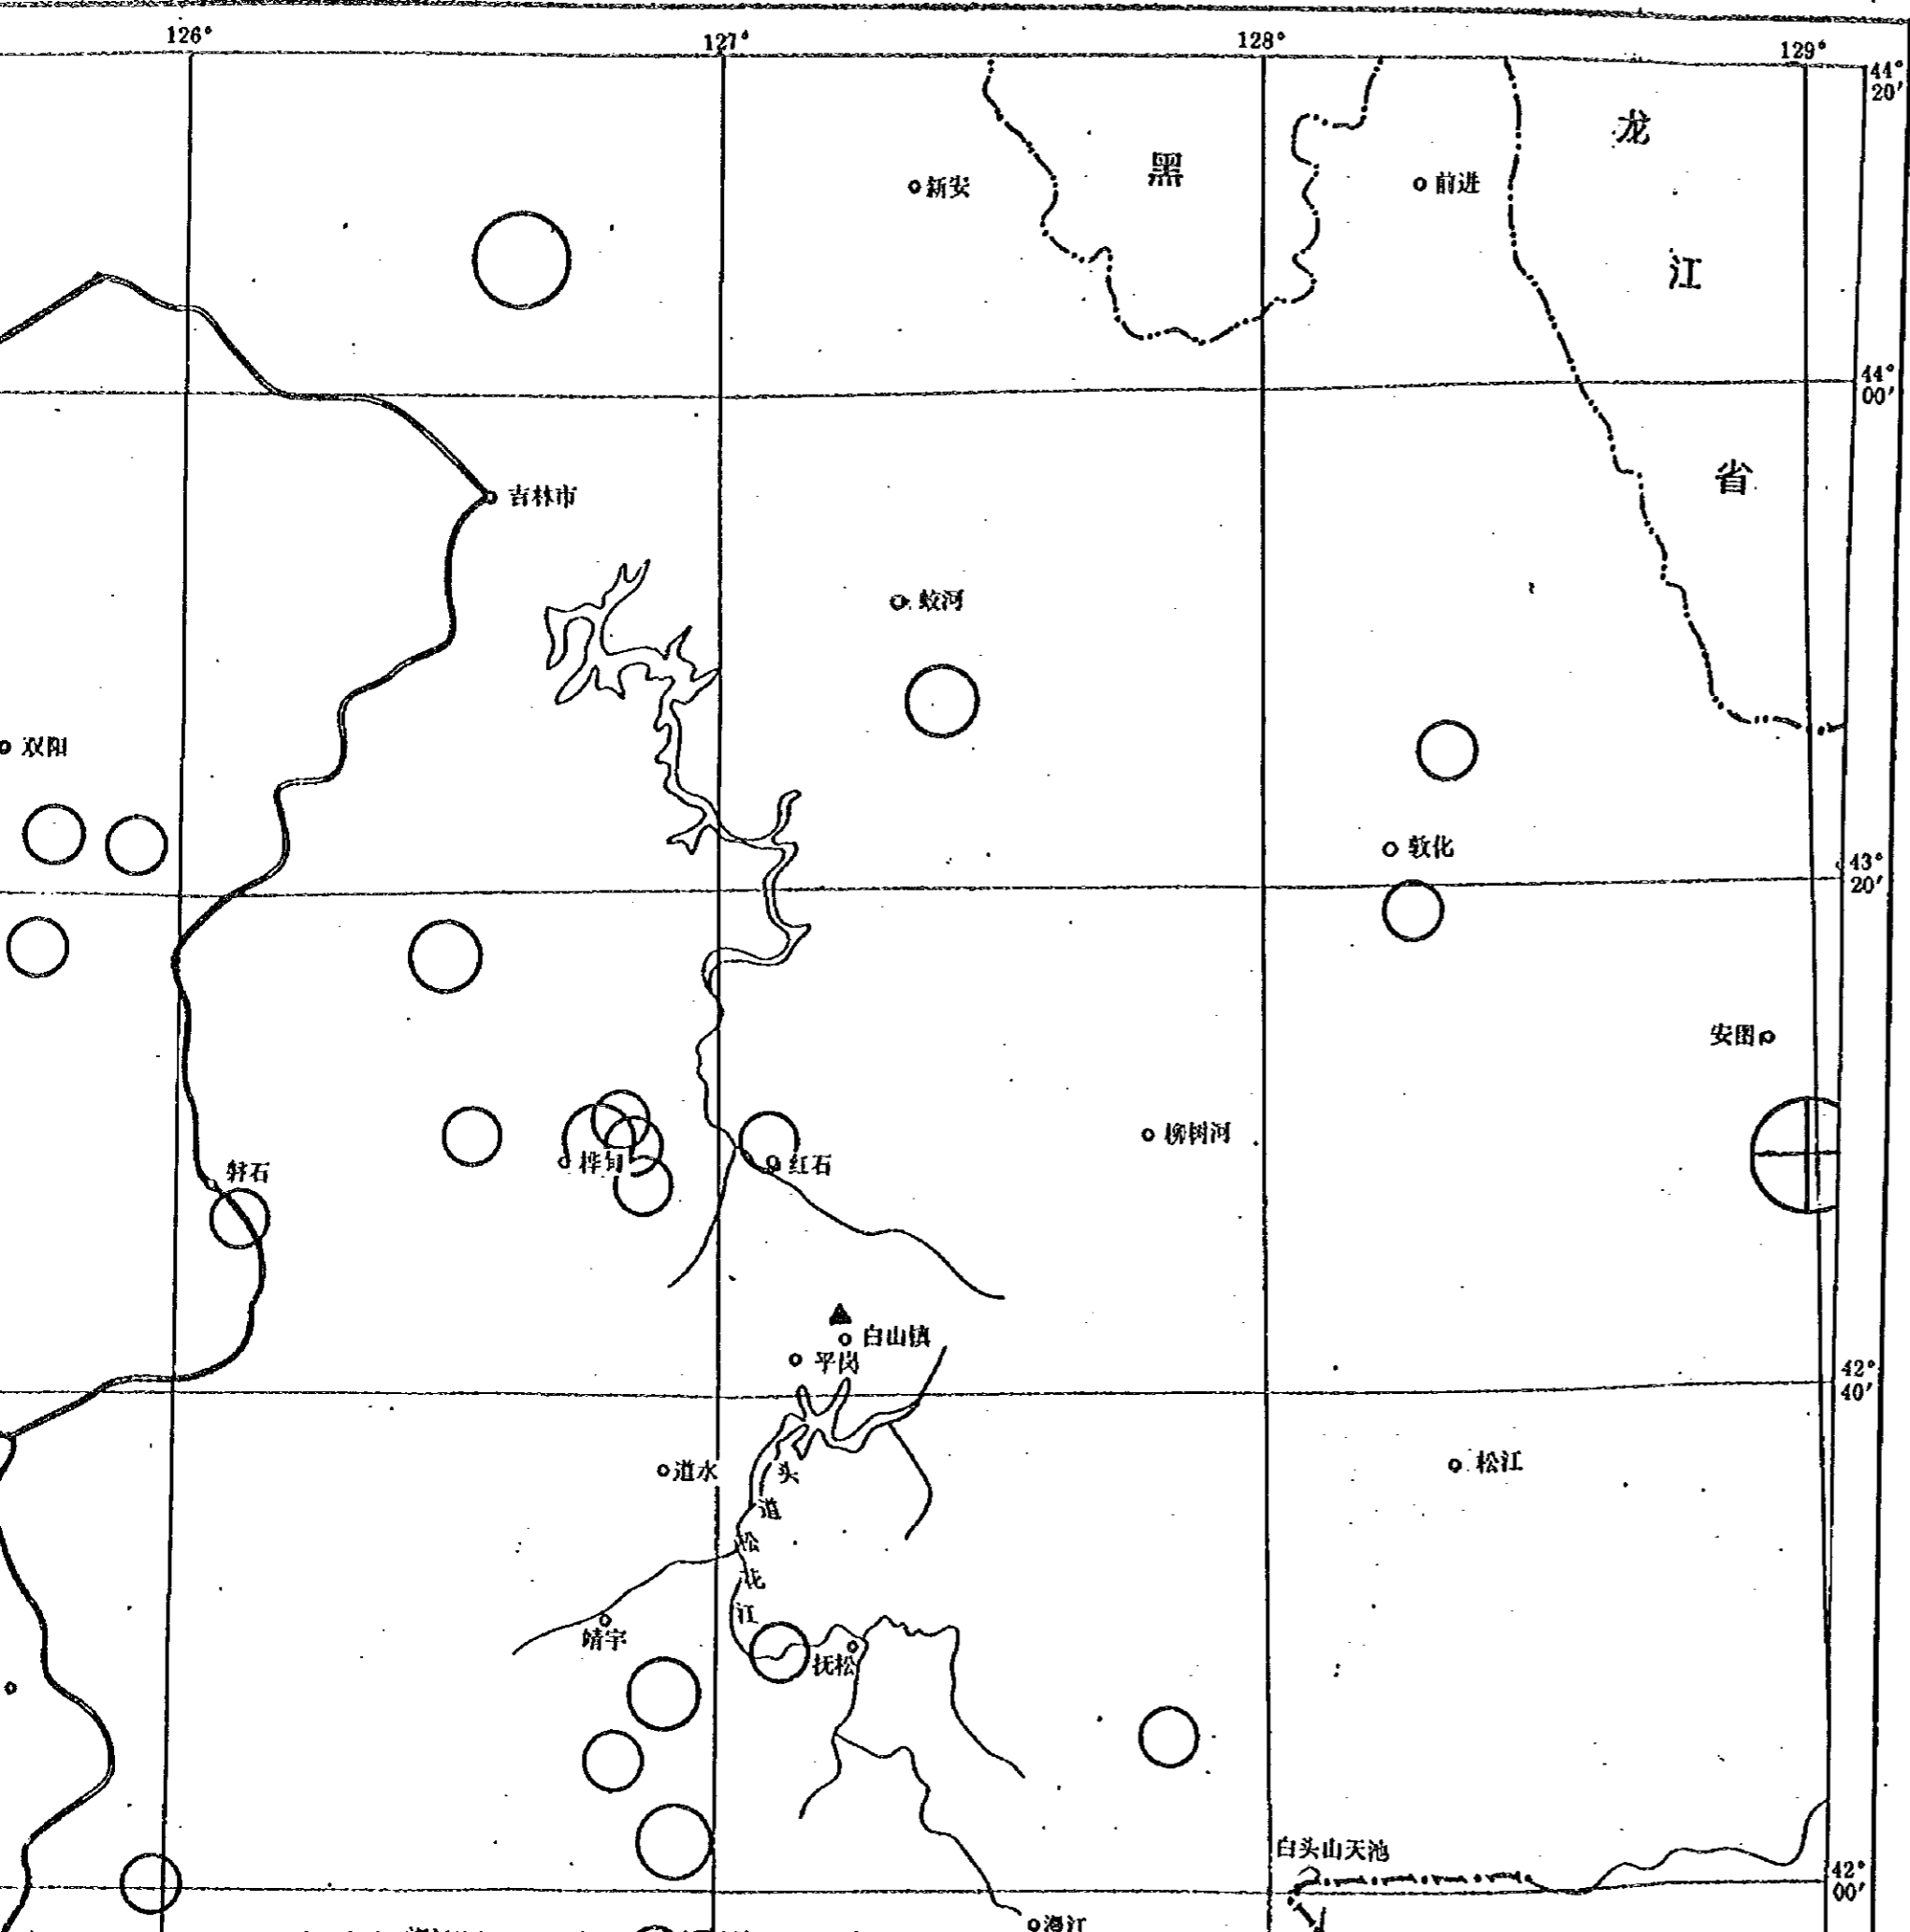 126° 127° 128° 129°
44°
20'
龙
黑
新安 前进
江
44°
00'
省
吉林市
蛟河
双阳
敦化
43°
20'
安图
柳树河
桦甸 红石
石
白山镇
平岗
42°
40'
道水 头 松江
道
松
花
江
靖宇
抚松
白头山天池
42°
00'
漫江